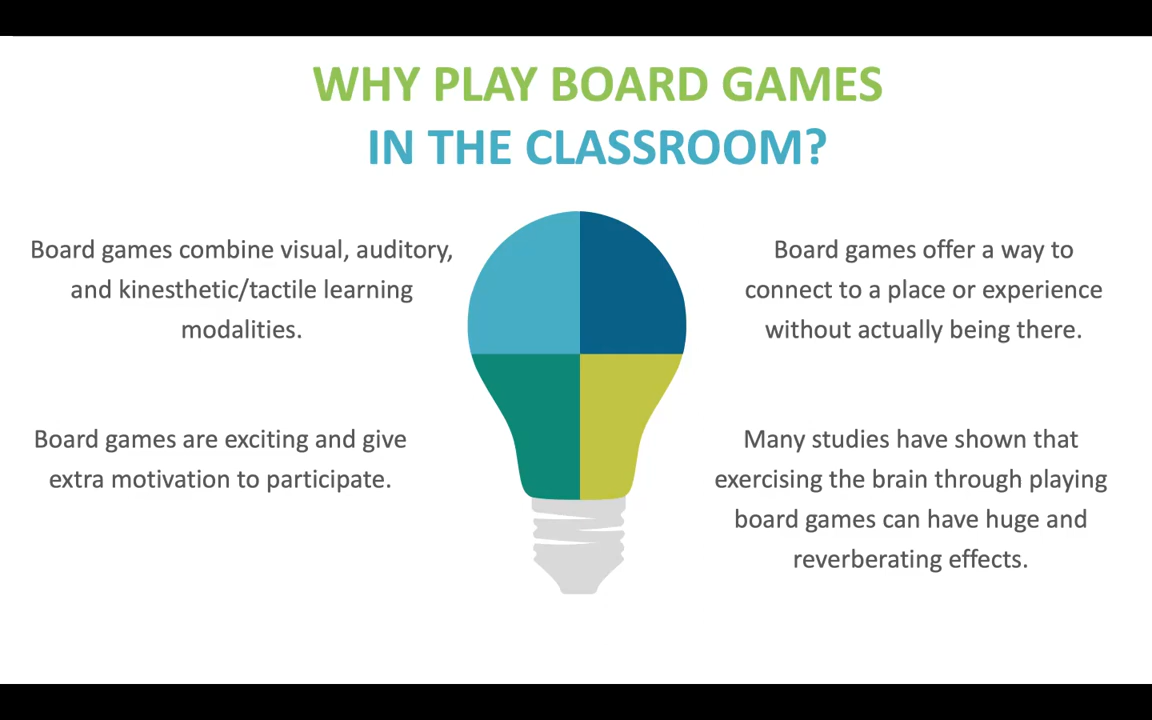 WHY PLAY BOARD GAMES
IN THE CLASSROOM?
Board games combine visual, auditory,
and kinesthetic/tactile learning
modalities.
Board games offer a way to
connect to a place or experience
without actually being there.
Board games are exciting and give
extra motivation to participate.
Many studies have shown that
exercising the brain through playing
board games can have huge and
reverberating effects.